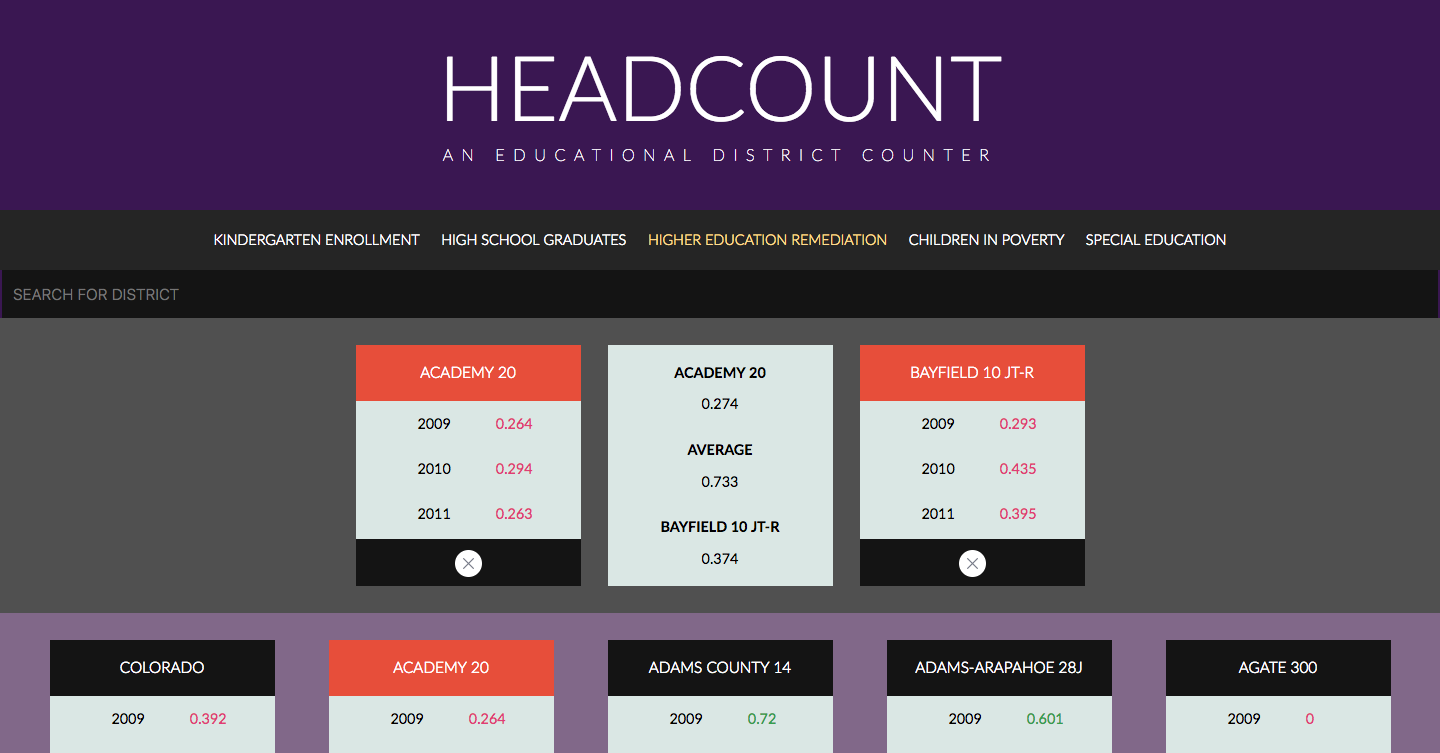 HEADCOUNT
AN EDUCATIONAL DISTRICT COUNTER
KINDERGARTEN ENROLLMENT HIGH SCHOOL GRADUATES HIGHER EDUCATION REMEDIATION CHILDREN IN POVERTY SPECIAL EDUCATION
SEARCH FOR DISTRICT
ACADEMY 20
2009 0.264
2010 0.294
2011 0.263
ACADEMY 20
0.274
AVERAGE
0.733
BAYFIELD 10 JT-R
0.374
BAYFIELD 10 JT-R
2009 0.293
2010 0.435
2011 0.395
COLORADO
2009 0.392
ACADEMY 20
2009 0.264
ADAMS COUNTY 14
2009 0.72
ADAMS-ARAPAHOE 28J
2009 0.601
AGATE 300
2009 0